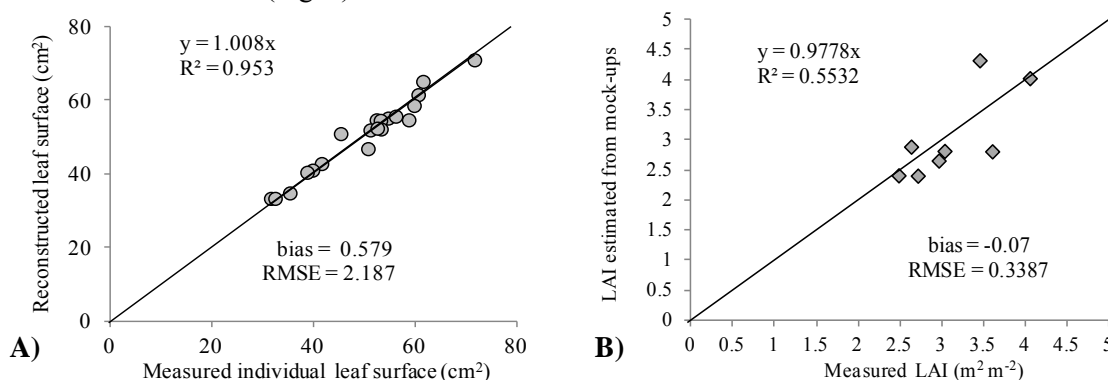 80
60
40
20
0
0
20
40
60
80
Reconstructed leaf surface (cm²)
y = 1.008x
R² = 0.953
bias = 0.579
RMSE = 2.187
A)
Measured individual leaf surface (cm²)
5
4.5
4
3.5
3
2.5
2
1.5
1
0.5
0
0
0.5
1
1.5
2
2.5
3
3.5
4
4.5
5
LAI estimated from mock-ups
y = 0.9778x
R² = 0.5532
bias = -0.07
RMSE = 0.3387
B)
Measured LAI (m² m⁻²)